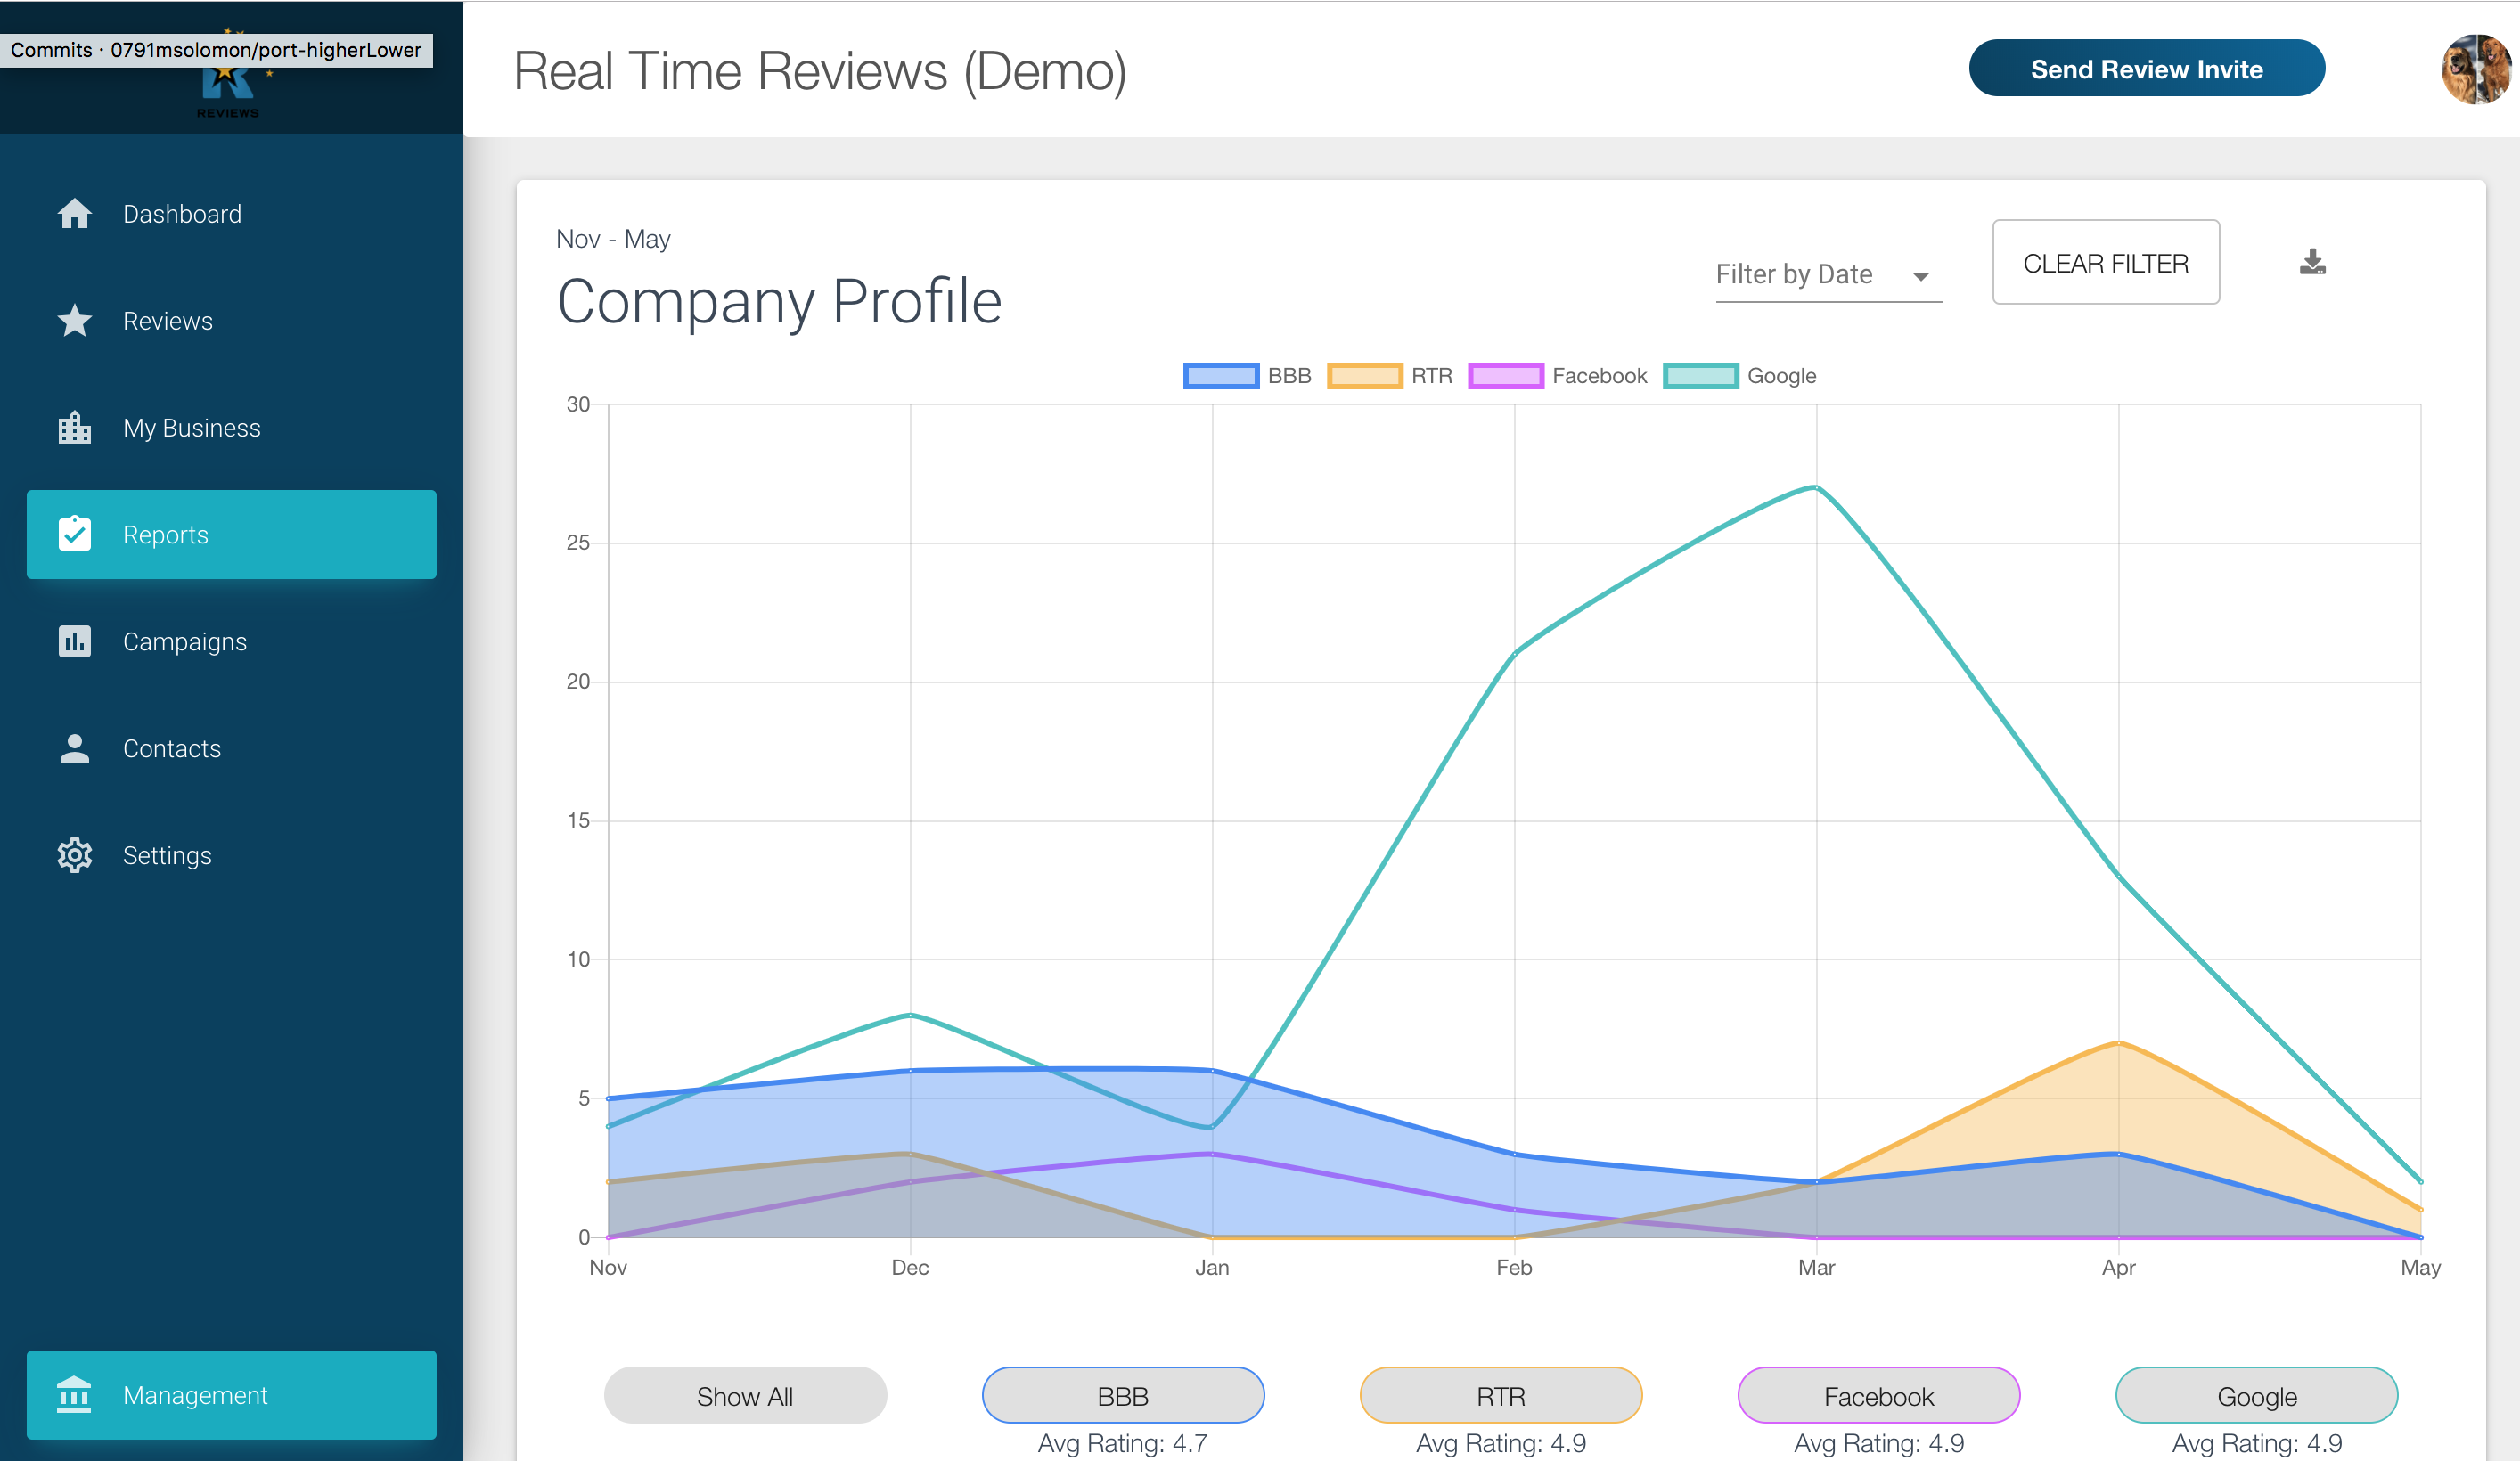 Commits · 0791msolomon/port-higherLower
REVIEWS
Real Time Reviews (Demo)
Send Review Invite
Dashboard
Reviews
My Business
Reports
Campaigns
Contacts
Settings
Management
Nov - May
Company Profile
Filter by Date
CLEAR FILTER
BBB RTR Facebook Google
30
25
20
15
10
5
0
Nov Dec Jan Feb Mar Apr May
Show All BBB RTR Facebook Google
Avg Rating: 4.7 Avg Rating: 4.9 Avg Rating: 4.9 Avg Rating: 4.9